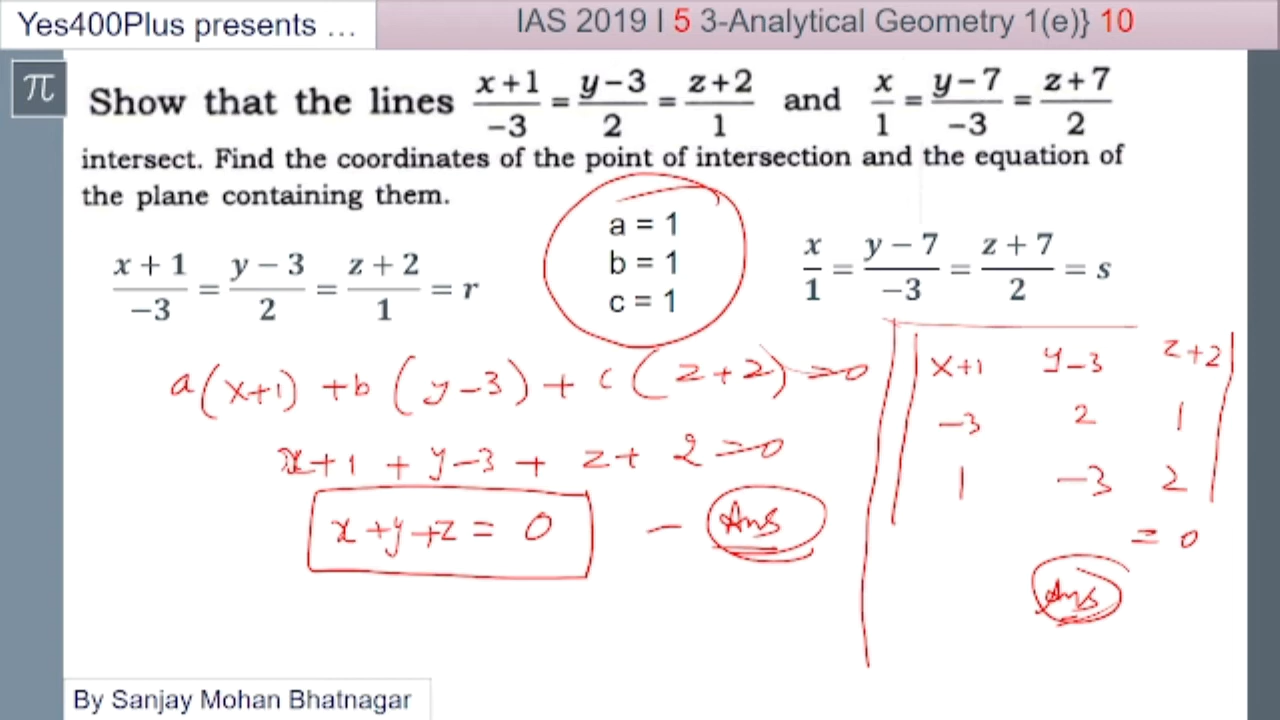 Yes400Plus presents ...
IAS 2019 I 5 3-Analytical Geometry 1(e)} 10
π
Show that the lines (x+1)/−3 = (y−3)/2 = (z+2)/1 and x/1 = (y−7)/−3 = (z+7)/2
intersect. Find the coordinates of the point of intersection and the equation of
the plane containing them.
a = 1
b = 1
c = 1
(x + 1)/−3 = (y − 3)/2 = (z + 2)/1 = r
x/1 = (y − 7)/−3 = (z + 7)/2 = s
a(x+1) + b(y−3) + c(z+2) = 0
x+1 + y−3 + z+ 2 = 0
x+y+z = 0 — Ans
x+1 y−3 z+2
−3 2 1
1 −3 2
= 0
Ans
By Sanjay Mohan Bhatnagar